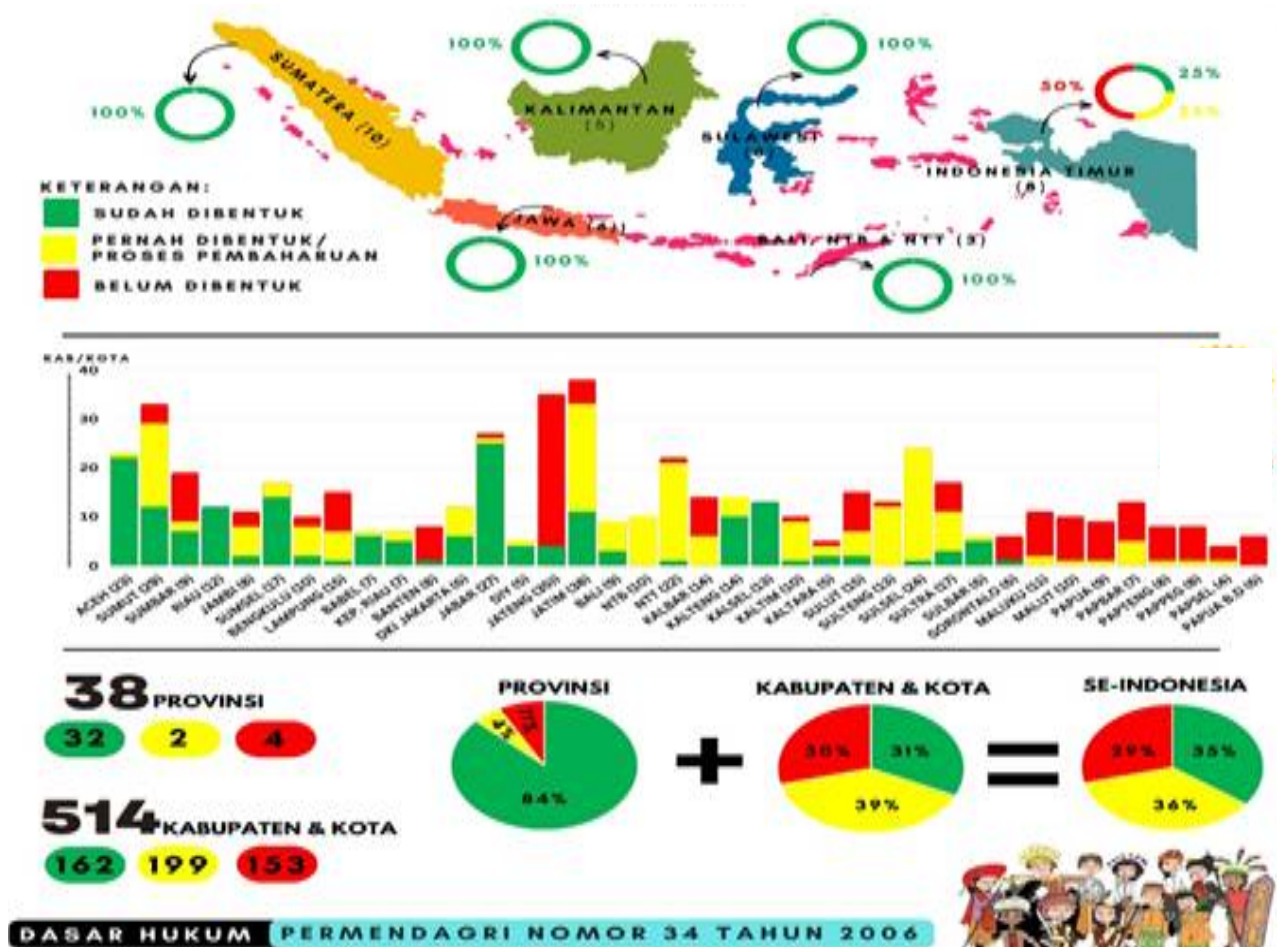 100%
100%
100%
50%
25%
25%
SUMATERA (10)
KALIMANTAN
(5)
SULAWESI
INDONESIA TIMUR
(8)
KETERANGAN:
SUDAH DIBENTUK
PERNAH DIBENTUK/
PROSES PEMBAHARUAN
BELUM DIBENTUK
JAWA (6)
100%
BALI, NTB & NTT (3)
100%
KAB/KOTA
40
30
20
10
0
ACEH (23)
SUMBAR (19)
RIAU (12)
SUMSEL (17)
BENGKULU (10)
LAMPUNG (15)
BABEL (7)
KEP. RIAU (7)
BANTEN (8)
DKI JAKARTA (6)
JABAR (27)
DIY (5)
JATENG (35)
JATIM (38)
BALI (9)
NTB (10)
NTT (22)
KALBAR (14)
KALTENG (14)
KALSEL (13)
KALTIM (10)
KALTARA (5)
SULUT (15)
SULTENG (13)
SULSEL (24)
SULTRA (17)
SULBAR (6)
GORONTALO (6)
MALUKU (11)
MALUT (10)
PAPUA (9)
PAPBAR (7)
PAPTENG (8)
PAPPEG (8)
PAPSEL (4)
PAPUA B.D (6)
38 PROVINSI
32 2 4
514 KABUPATEN & KOTA
162 199 153
PROVINSI
84%
+
KABUPATEN & KOTA
30% 31%
39%
=
SE-INDONESIA
29% 35%
36%
DASAR HUKUM PERMENDAGRI NOMOR 34 TAHUN 2006